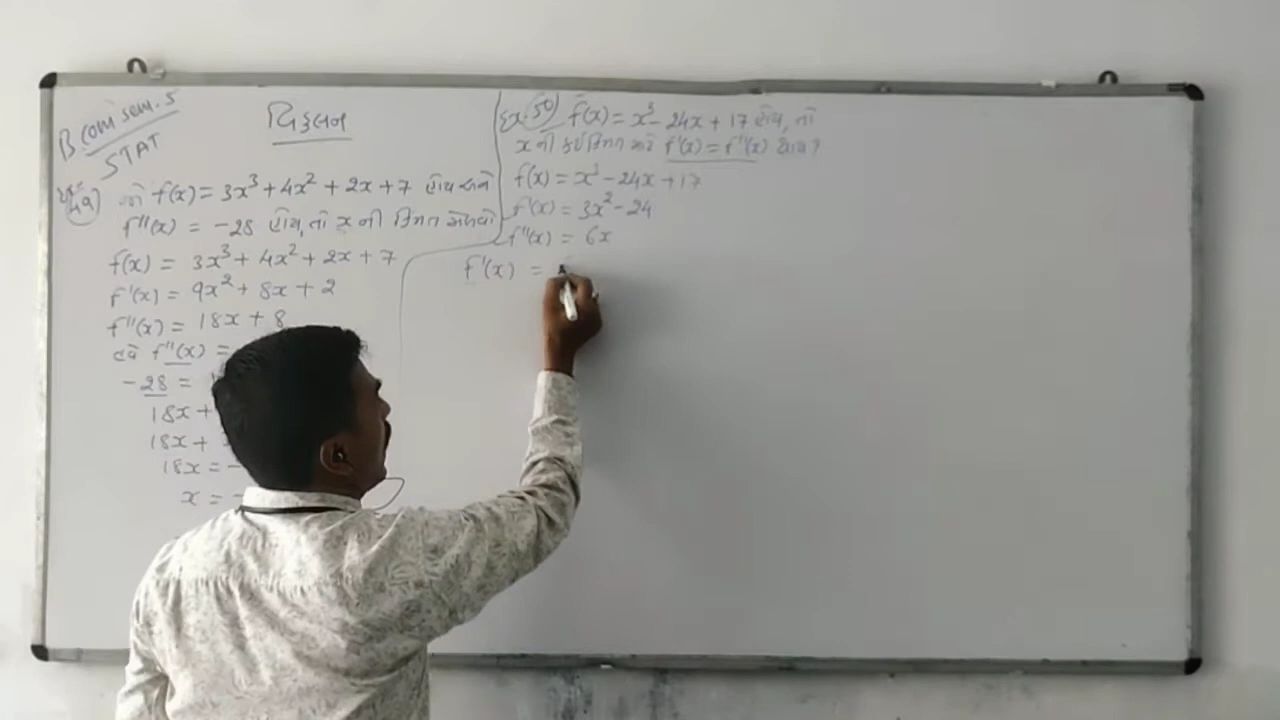 B.com sem. 5
STAT
વિકલન
જો f(x) = 3x³ + 4x² + 2x + 7 હોય અને
f''(x) = -28 હોય, તો x ની કિંમત મેળવો
f(x) = 3x³ + 4x² + 2x + 7
f'(x) = 9x² + 8x + 2
f''(x) = 18x + 8
હવે f''(x) =
-28 =
18x +
18x +
18x = -
x = -
Ex. 50 f(x) = x³ - 24x + 17 હોય, તો
x ની કઈ કિંમત માટે f'(x) = f''(x) થાય?
f(x) = x³ - 24x + 17
f'(x) = 3x² - 24
f''(x) = 6x
f'(x) =